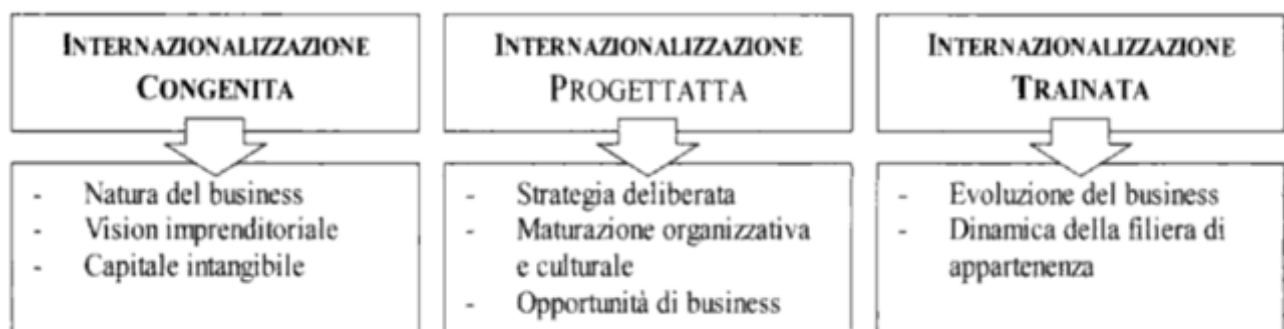 INTERNAZIONALIZZAZIONE
CONGENITA
- Natura del business
- Vision imprenditoriale
- Capitale intangibile
INTERNAZIONALIZZAZIONE
PROGETTATTA
- Strategia deliberata
- Maturazione organizzativa
e culturale
- Opportunità di business
INTERNAZIONALIZZAZIONE
TRAINATA
- Evoluzione del business
- Dinamica della filiera di
appartenenza